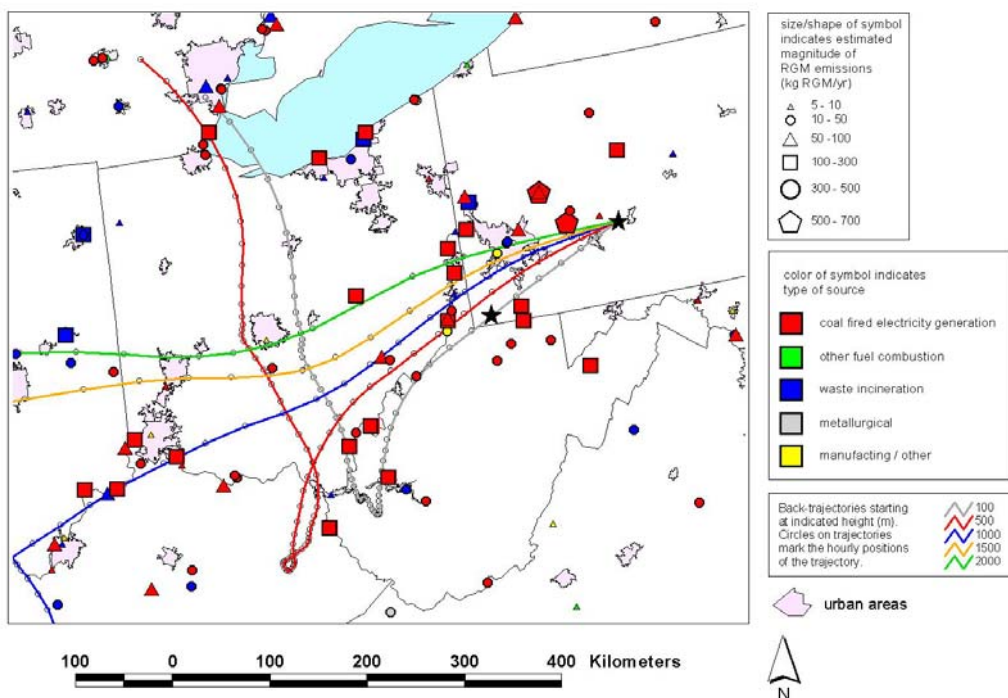 size/shape of symbol
indicates estimated
magnitude of
RGM emissions
(kg RGM/yr)
5 - 10
10 - 50
50 -100
100 -300
300 - 500
500 - 700
color of symbol indicates
type of source
coal fired electricity generation
other fuel combustion
waste incineration
metallurgical
manufacting / other
Back-trajectories starting
at indicated height (m).
Circles on trajectories
mark the hourly positions
of the trajectory.
100
500
1000
1500
2000
urban areas
N
100 0 100 200 300 400 Kilometers